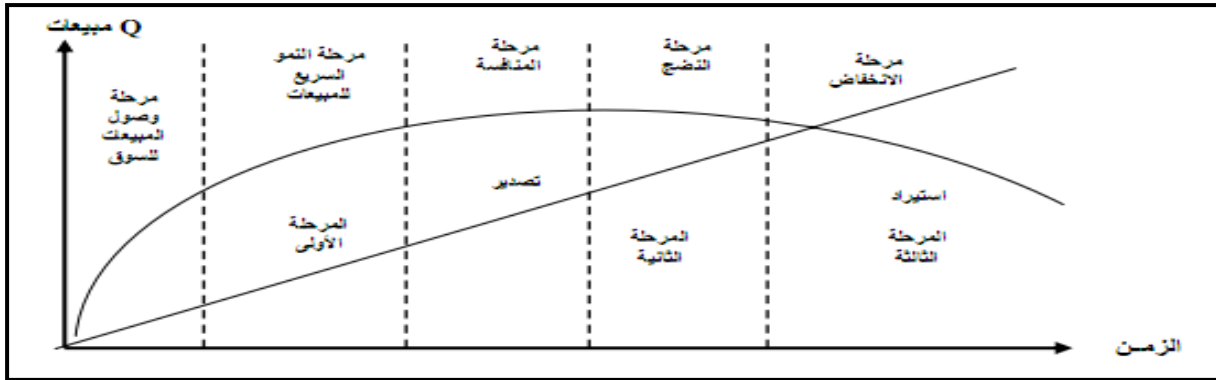 مبيعات Q
مرحلة
وصول
المبيعات
للسوق
مرحلة النمو
السريع
للمبيعات
مرحلة
المنافسة
مرحلة
النضج
مرحلة
الانخفاض
تصدير
استيراد
المرحلة
الأولى
المرحلة
الثانية
المرحلة
الثالثة
الزمـن